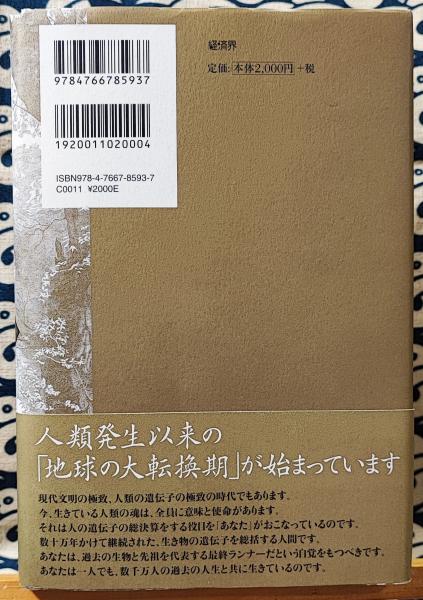 経済界
定価:本体2,000円+税
9784766785937
1920011020004
ISBN978-4-7667-8593-7
C0011 ¥2000E
人類発生以来の
「地球の大転換期」が始まっています
現代文明の極致、人類の遺伝子の極致の時代でもあります。
今、生きている人類の魂は、全員に意味と使命があります。
それは人の遺伝子の総決算をする役目を「あなた」がおこなっているのです。
数十万年かけて継続された、生き物の遺伝子を総括する人間です。
あなたは、過去の生物と先祖を代表する最終ランナーだという自覚をもつべきです。
あなたは一人でも、数千万人の過去の人生と共に生きているのです。